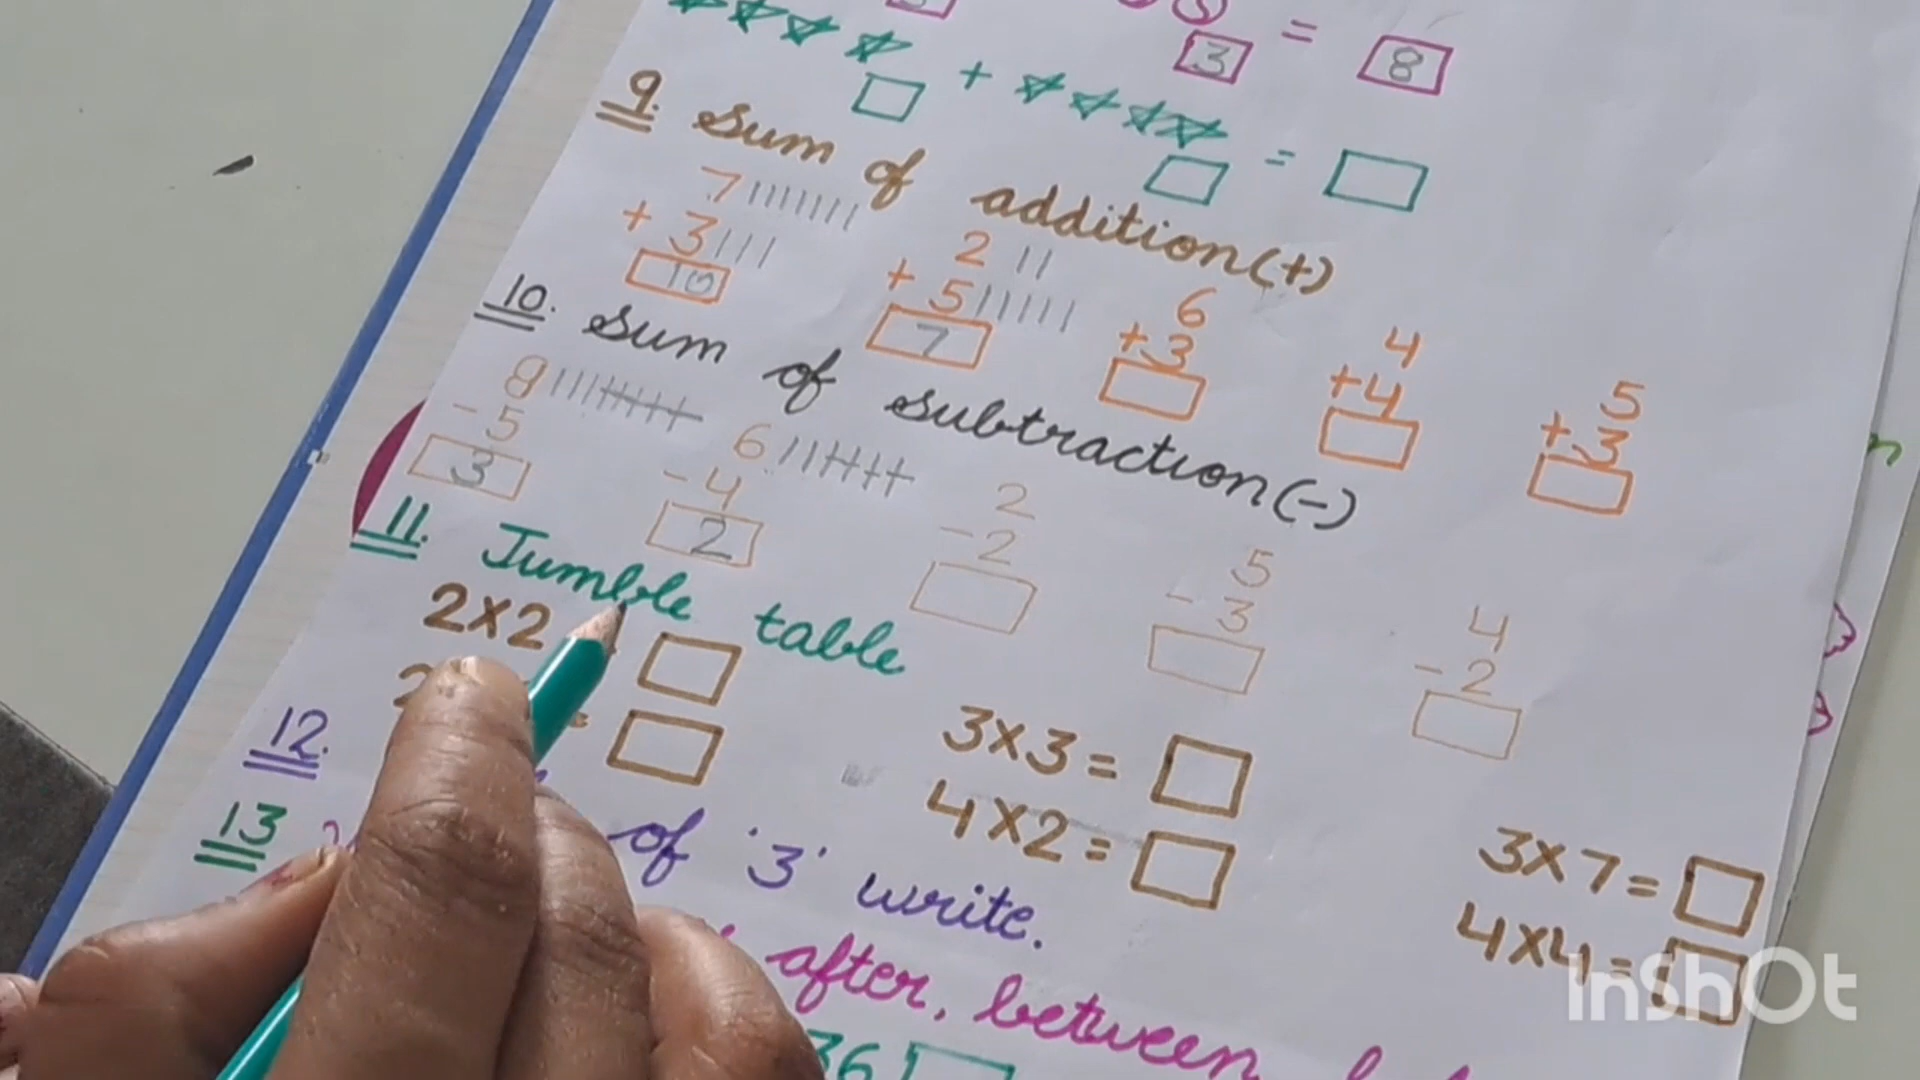 3 = 8
+ =
9. Sum of addition (+)
7 2 6 4 5
+ 3 + 5 + 3 + 4 + 3
10 7
10. Sum of subtraction (-)
8 6 2 5 4
- 5 - 4 - 2 - 3 - 2
3 2
11. Jumble table
2x2 3x3 = 3x7 =
2 = 4x2 = 4x4 =
12. of '3' write.
13 after, between
36
InShOt